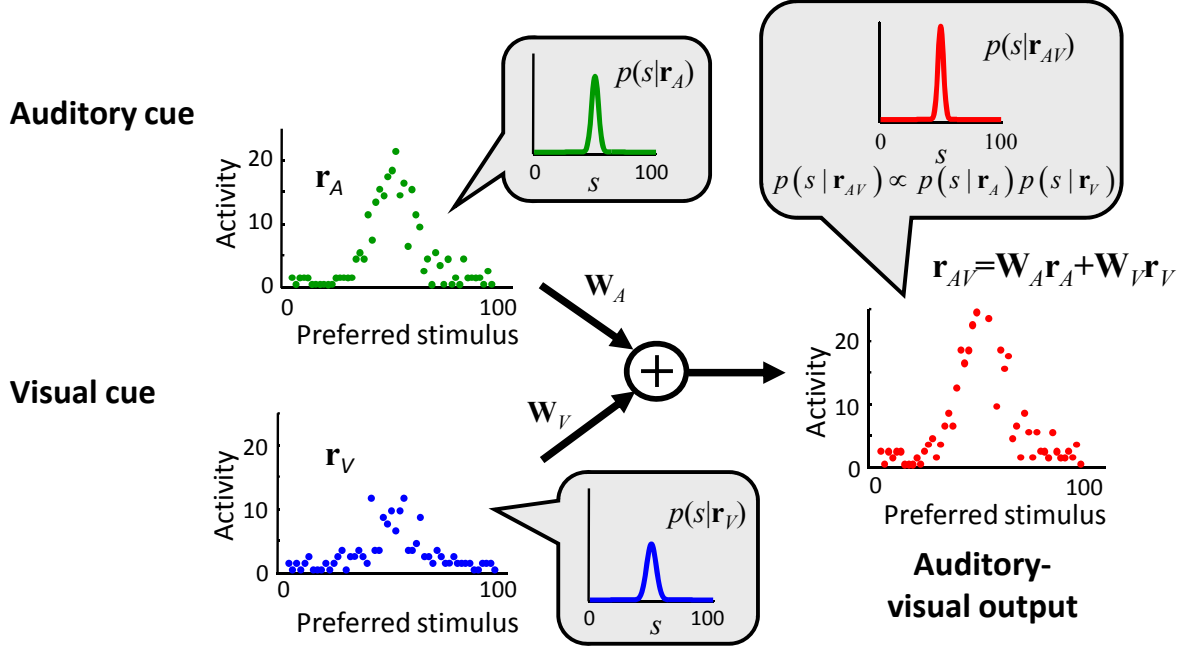 Auditory cue
Activity
20
10
0
r_A
0
100
Preferred stimulus
p(s|r_A)
0
s
100
W_A
Visual cue
Activity
20
10
0
r_V
0
100
Preferred stimulus
p(s|r_V)
0
s
100
W_V
+
p(s|r_AV)
0
s
100
p(s | r_AV) ∝ p(s | r_A) p(s | r_V)
r_AV=W_A r_A+W_V r_V
Activity
20
10
0
0
100
Preferred stimulus
Auditory-
visual output